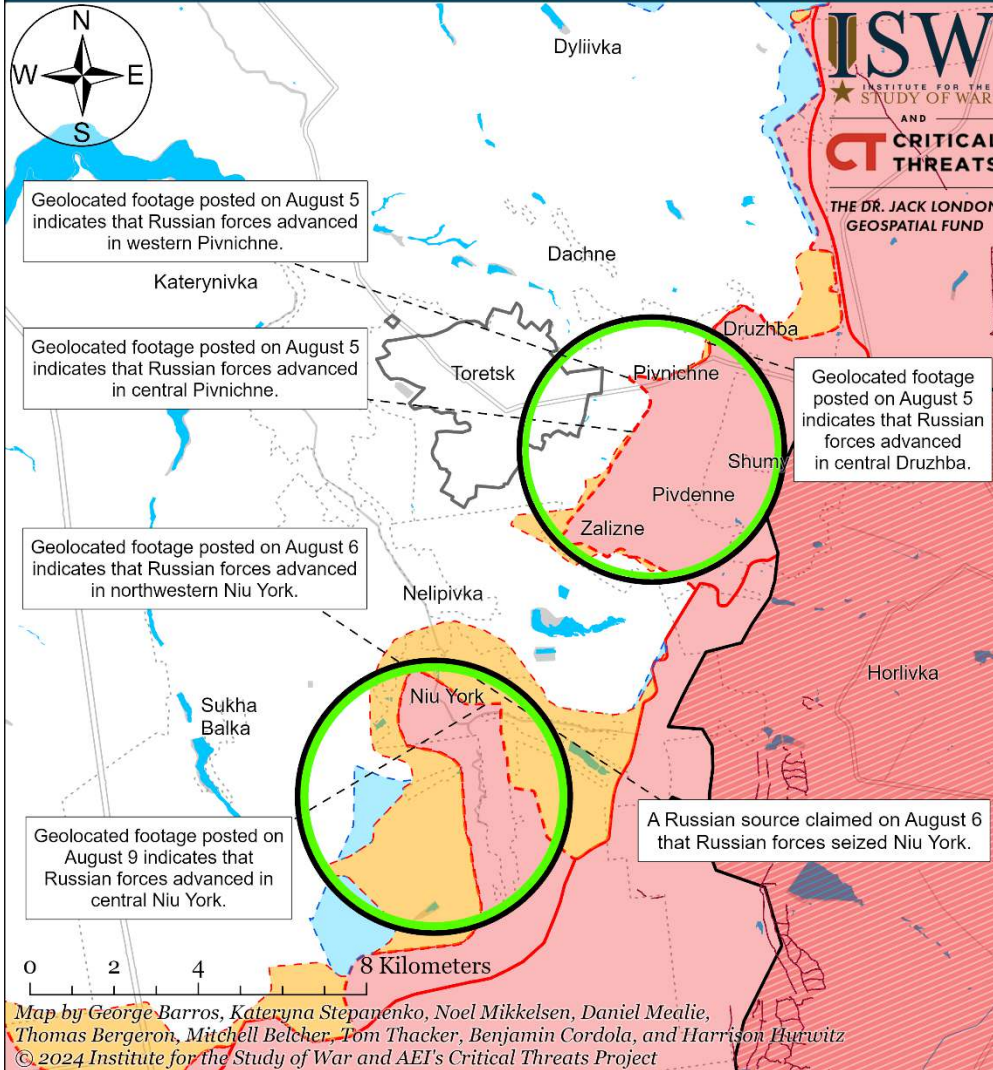 N
W
E
S
Dyliivka
ISW
INSTITUTE FOR THE
STUDY OF WAR
AND
CT CRITICAL
THREATS
THE DR. JACK LONDON
GEOSPATIAL FUND
Geolocated footage posted on August 5
indicates that Russian forces advanced
in western Pivnichne.
Dachne
Katerynivka
Druzhba
Geolocated footage posted on August 5
indicates that Russian forces advanced
in central Pivnichne.
Toretsk
Pivnichne
Geolocated footage
posted on August 5
indicates that Russian
forces advanced
in central Druzhba.
Shumy
Pivdenne
Zalizne
Geolocated footage posted on August 6
indicates that Russian forces advanced
in northwestern Niu York.
Nelipivka
Horlivka
Niu York
Sukha
Balka
A Russian source claimed on August 6
that Russian forces seized Niu York.
Geolocated footage posted on
August 9 indicates that
Russian forces advanced in
central Niu York.
0 2 4 8 Kilometers
Map by George Barros, Kateryna Stepanenko, Noel Mikkelsen, Daniel Mealie,
Thomas Bergeron, Mitchell Belcher, Tom Thacker, Benjamin Cordola, and Harrison Hurwitz
© 2024 Institute for the Study of War and AEI's Critical Threats Project